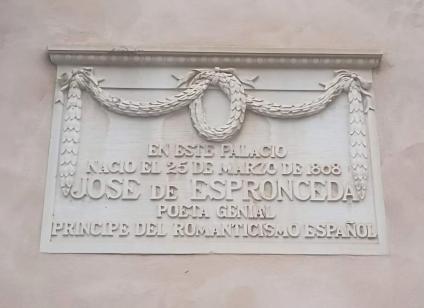 EN ESTE PALACIO
NACIO EL 25 DE MARZO DE 1808
JOSE DE ESPRONCEDA
POETA GENIAL
PRINCIPE DEL ROMANTICISMO ESPAÑOL